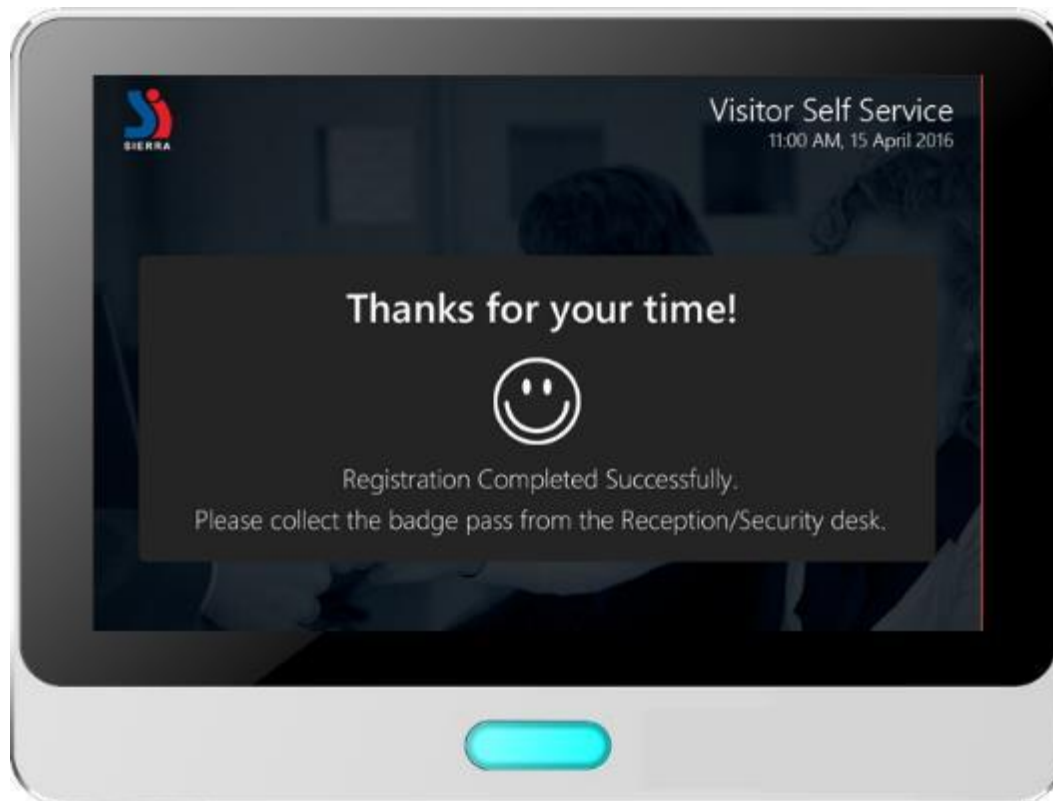 SIERRA
Visitor Self Service
11:00 AM, 15 April 2016
Thanks for your time!
Registration Completed Successfully.
Please collect the badge pass from the Reception/Security desk.